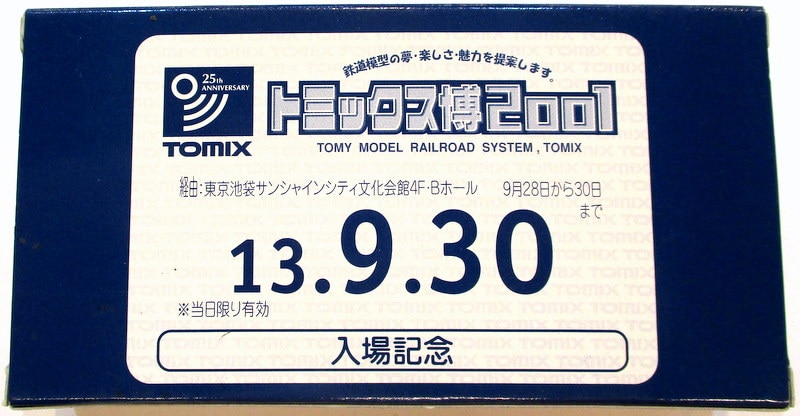 鉄道模型の夢・楽しさ・魅力を提案します。
25th
ANNIVERSARY
TOMIX
トミックス博2001
TOMY MODEL RAILROAD SYSTEM, TOMIX
経由:東京池袋サンシャインシティ文化会館4F・Bホール 9月28日から30日
まで
13.9.30
※当日限り有効
入場記念